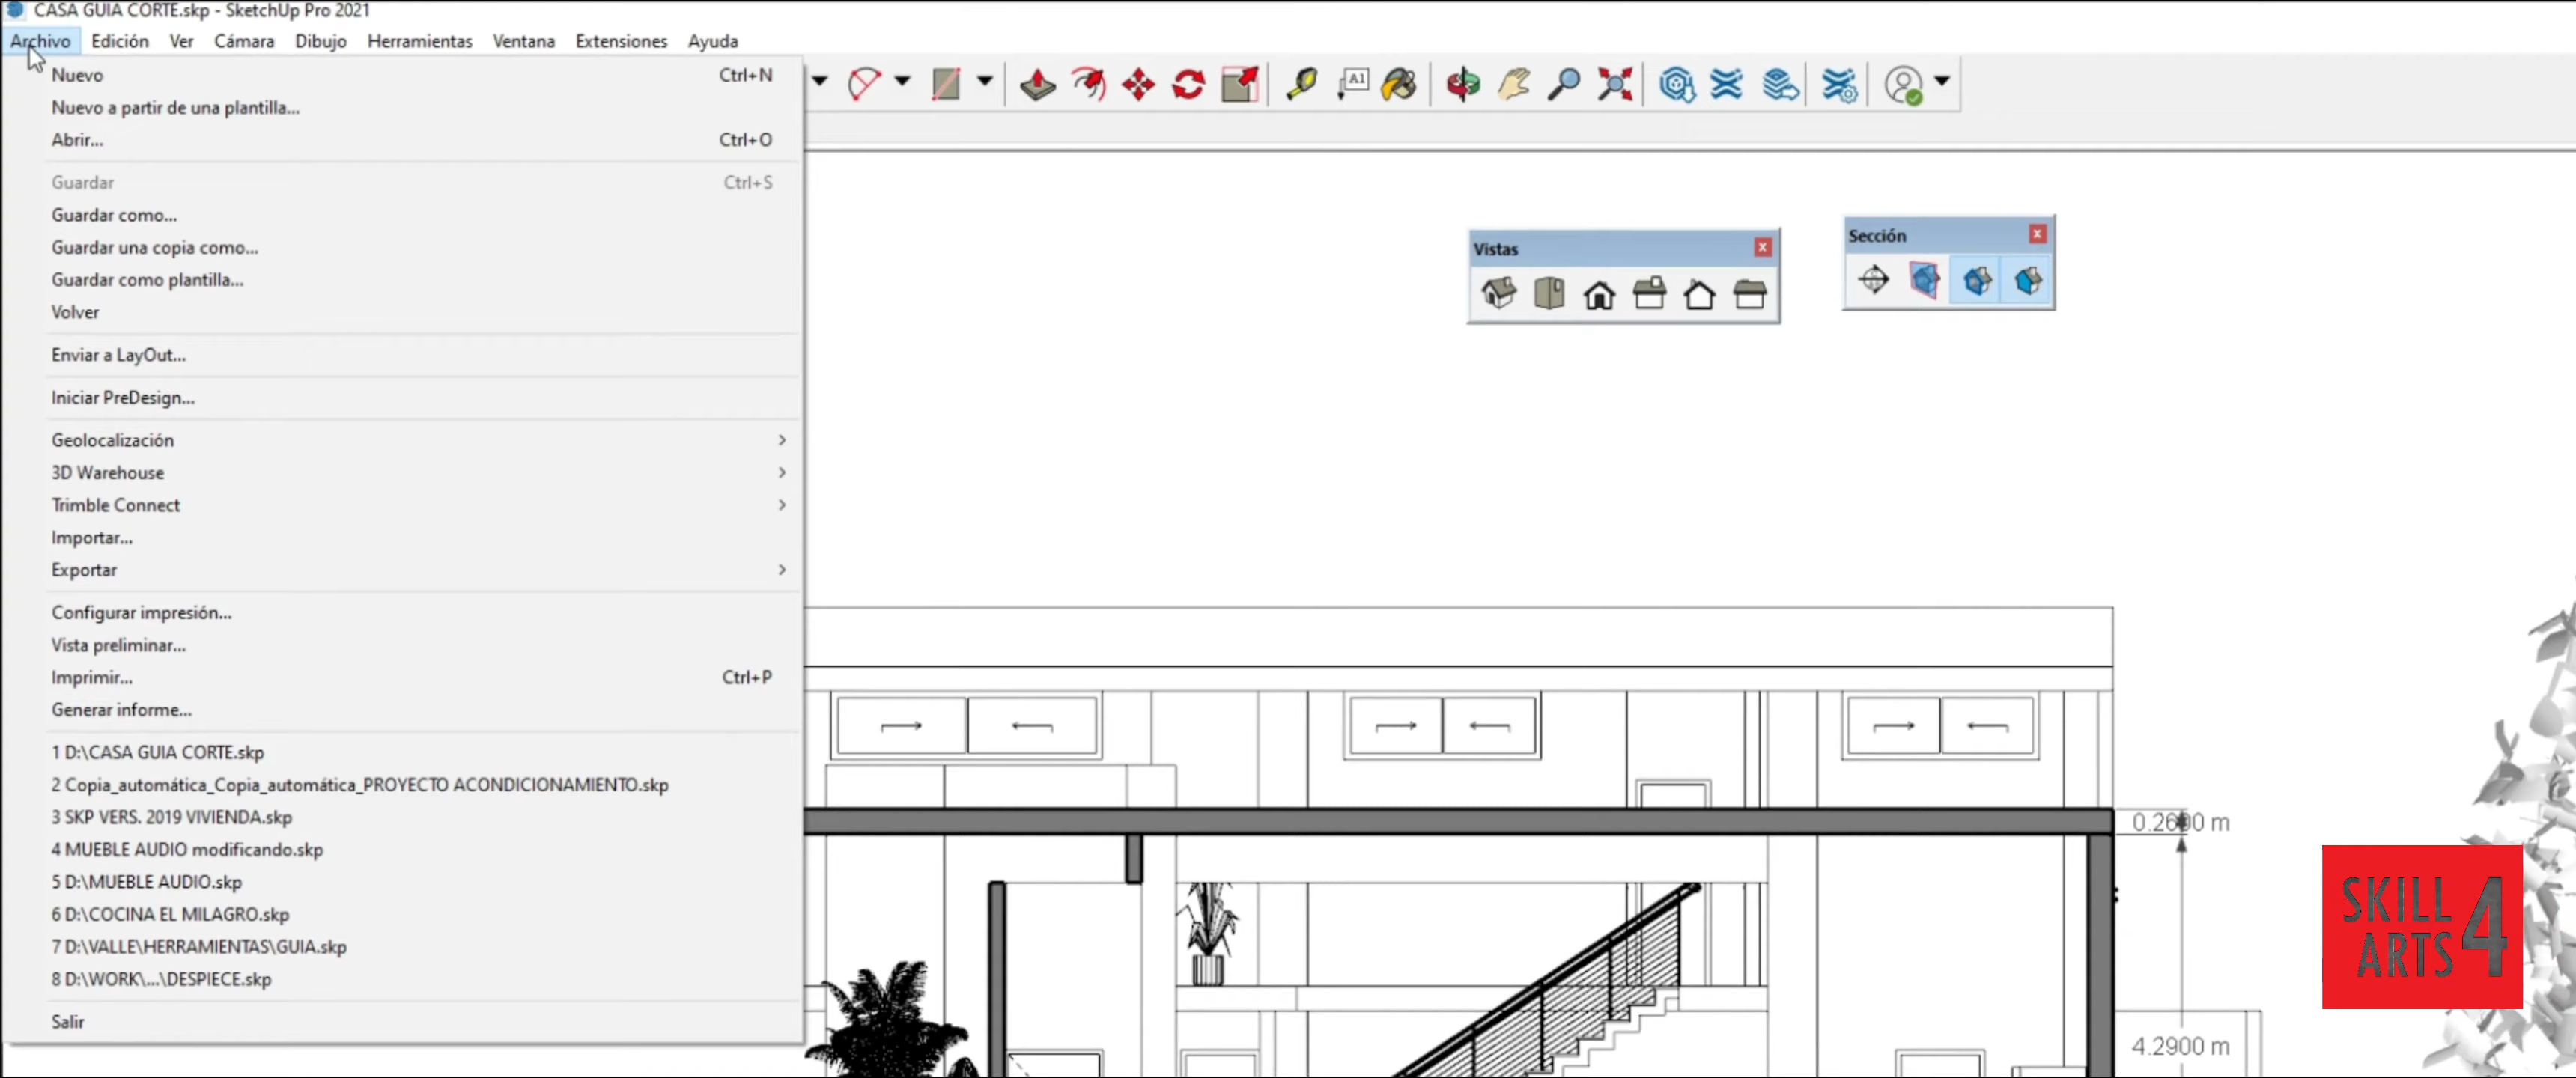 CASA GUIA CORTE.skp - SketchUp Pro 2021
Archivo Edición Ver Cámara Dibujo Herramientas Ventana Extensiones Ayuda
Nuevo Ctrl+N
Nuevo a partir de una plantilla...
Abrir... Ctrl+O
Guardar Ctrl+S
Guardar como...
Guardar una copia como...
Guardar como plantilla...
Volver
Enviar a LayOut...
Iniciar PreDesign...
Geolocalización
3D Warehouse
Trimble Connect
Importar...
Exportar
Configurar impresión...
Vista preliminar...
Imprimir... Ctrl+P
Generar informe...
1 D:\CASA GUIA CORTE.skp
2 Copia_automática_Copia_automática_PROYECTO ACONDICIONAMIENTO.skp
3 SKP VERS. 2019 VIVIENDA.skp
4 MUEBLE AUDIO modificando.skp
5 D:\MUEBLE AUDIO.skp
6 D:\COCINA EL MILAGRO.skp
7 D:\VALLE\HERRAMIENTAS\GUIA.skp
8 D:\WORK\...\DESPIECE.skp
Salir
A1
Vistas
Sección
0.2600 m
4.2900 m
SKILL 4
ARTS